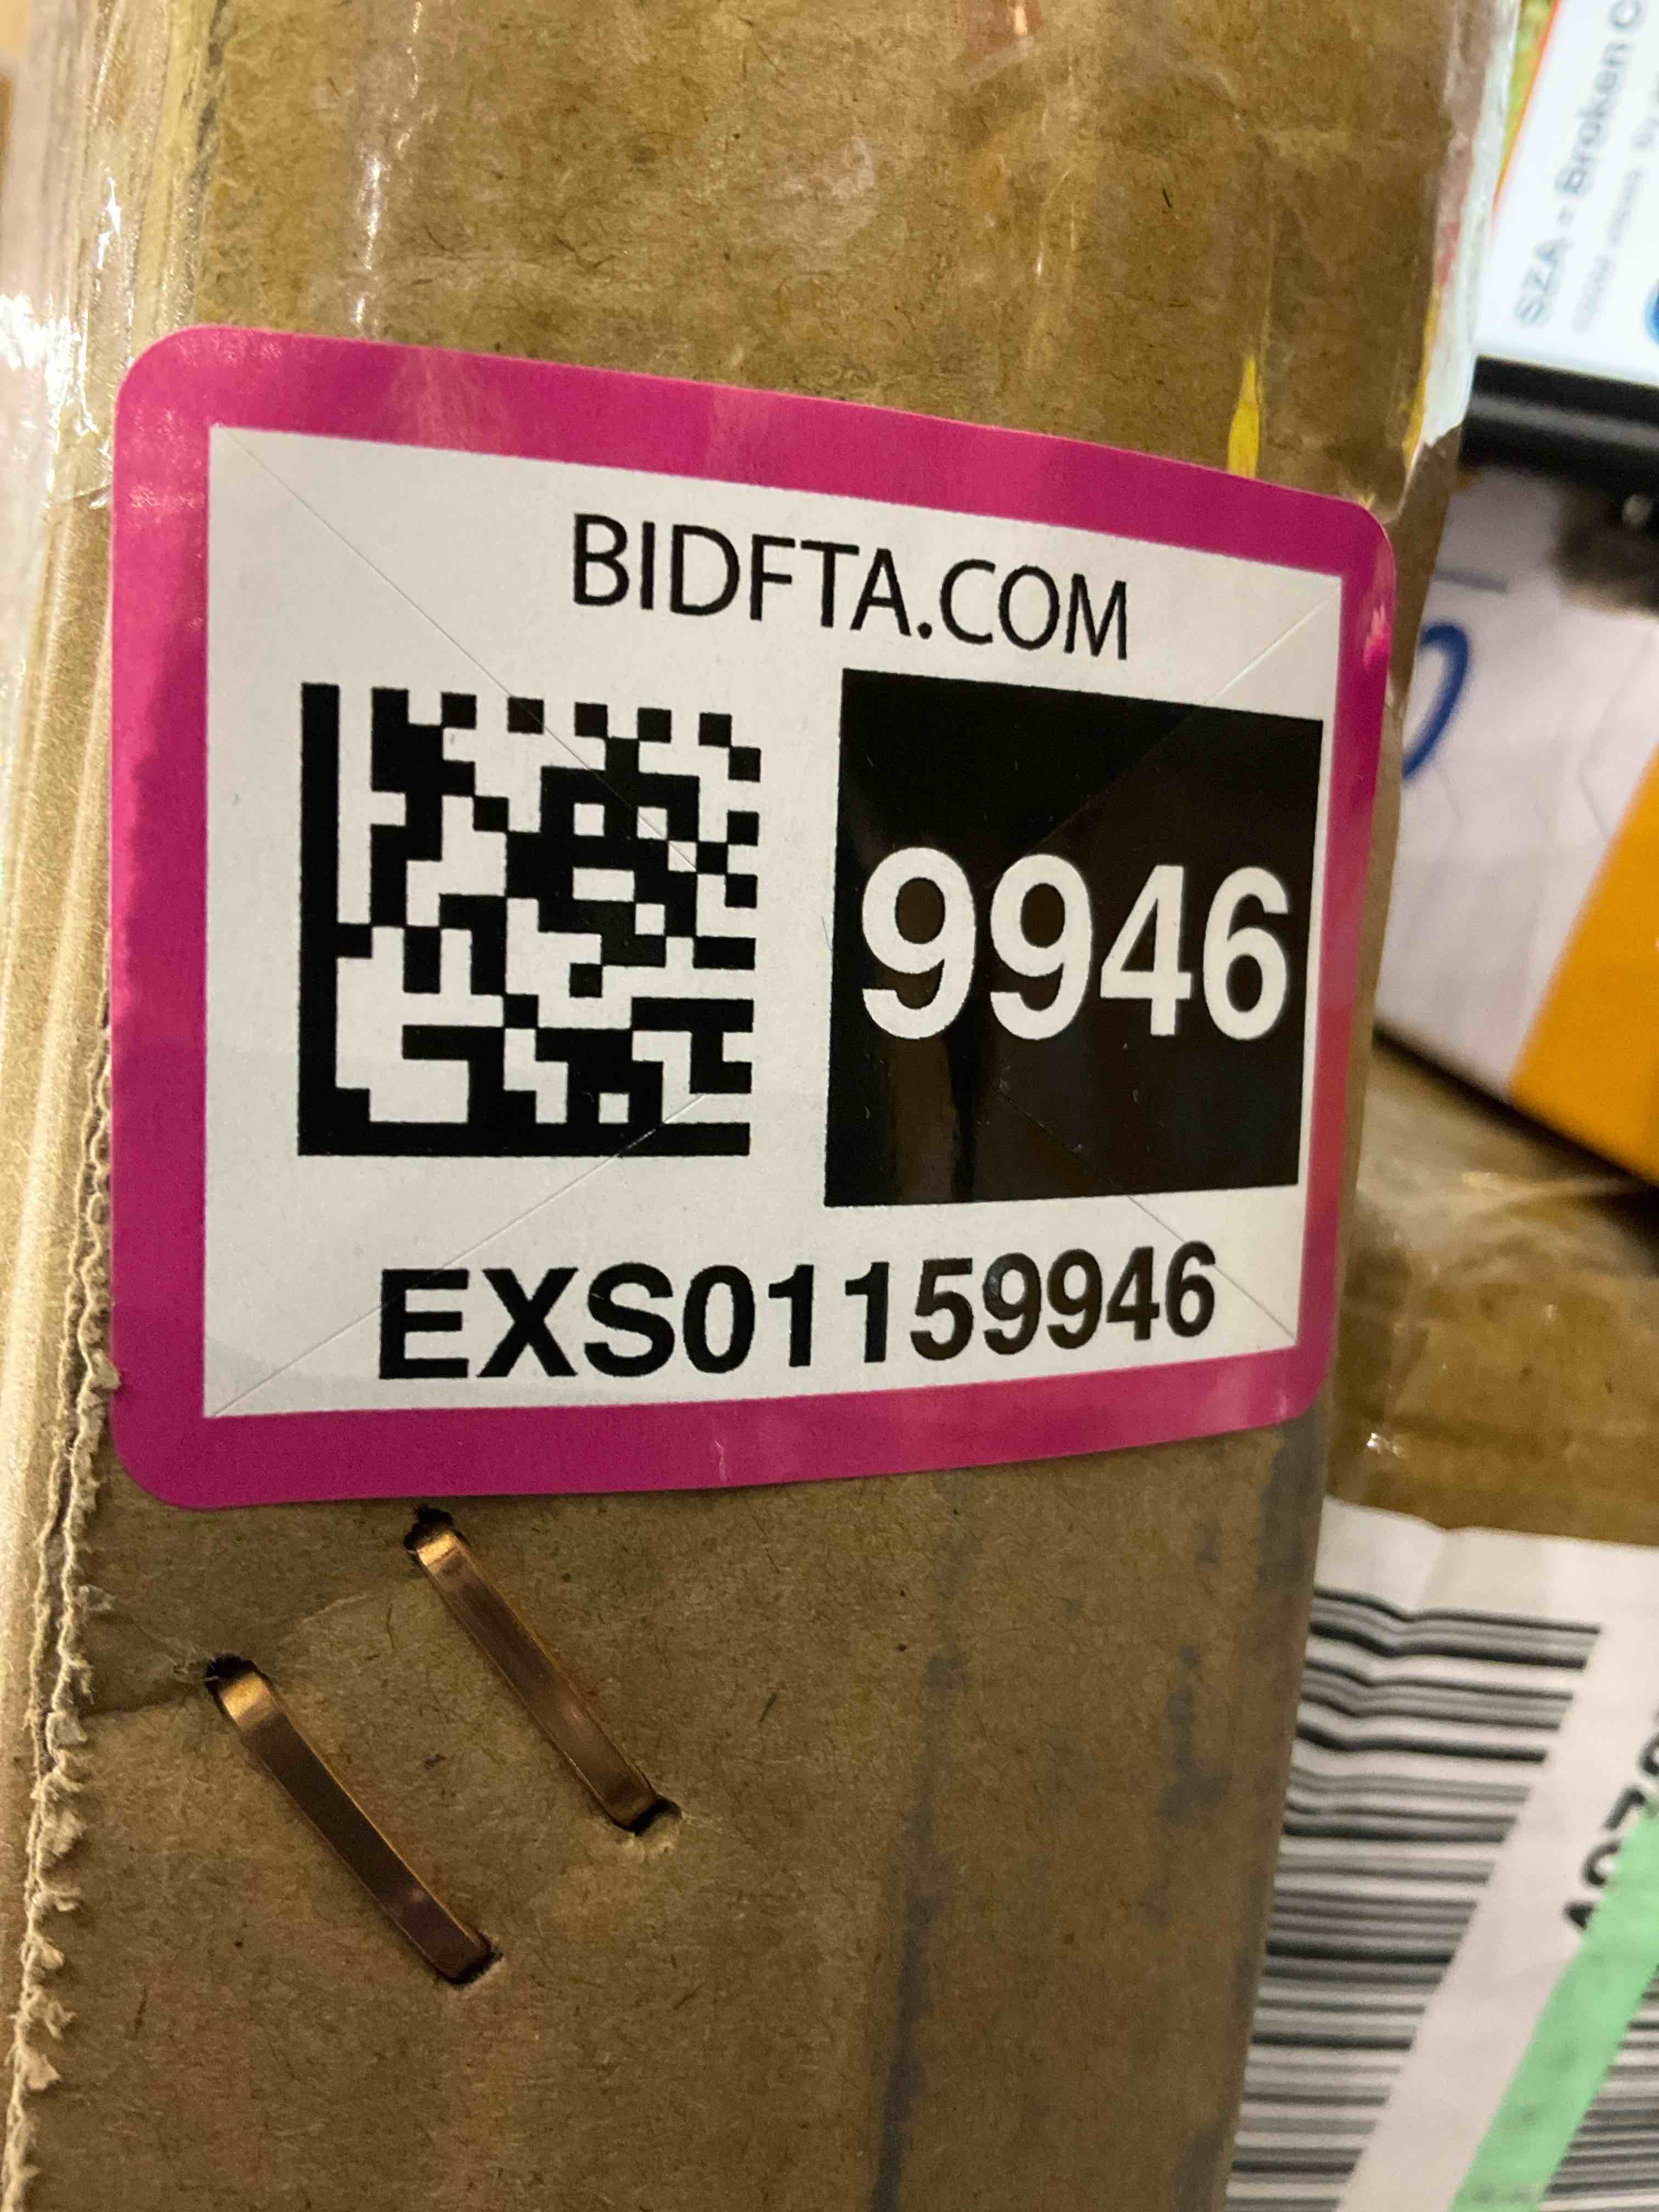 BIDFTA.COM
9946
EXS01159946
SZA - Broken C